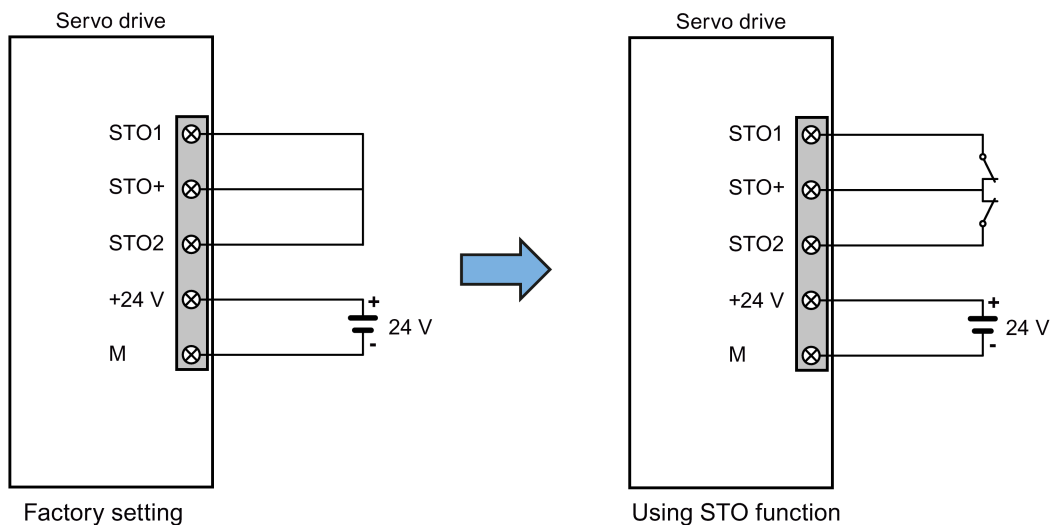 Servo drive
STO1
STO+
STO2
+24 V
M
+
-
24 V
Factory setting
Servo drive
STO1
STO+
STO2
+24 V
M
+
-
24 V
Using STO function